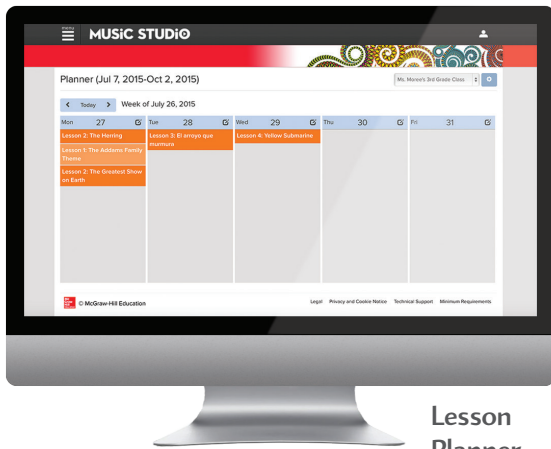 menu
MUSiC STUDiO
Planner (Jul 7, 2015-Oct 2, 2015)
Ms. Moree's 3rd Grade Class
Today
Week of July 26, 2015
Mon 27 Tue 28 Wed 29 Thu 30 Fri 31
Lesson 2: The Herring
Lesson 1: The Addams Family
Theme
Lesson 2: The Greatest Show
on Earth
Lesson 3: El arroyo que
murmura
Lesson 4: Yellow Submarine
© McGraw-Hill Education
Legal Privacy and Cookie Notice Technical Support Minimum Requirements
Lesson
Planner